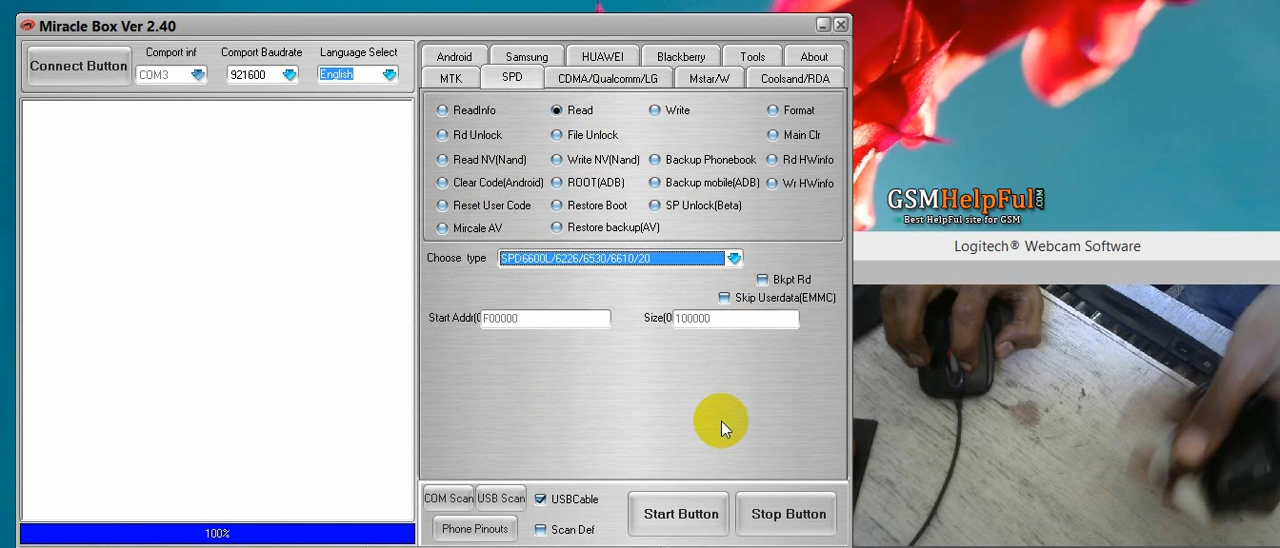 Miracle Box Ver 2.40
Connect Button
Comport inf
Comport Baudrate
Language Select
COM3
921600
English
Android
Samsung
HUAWEI
Blackberry
Tools
About
MTK
SPD
CDMA/Qualcomm/LG
Mstar/W
Coolsand/RDA
ReadInfo
Read
Write
Format
Rd Unlock
File Unlock
Main Clr
Read NV(Nand)
Write NV(Nand)
Backup Phonebook
Rd HWinfo
Clear Code(Android)
ROOT(ADB)
Backup mobile(ADB)
Wr HWinfo
Reset User Code
Restore Boot
SP Unlock(Beta)
Mircale AV
Restore backup(AV)
Choose type
SPD6600L/6226/6530/6610/20
Bkpt Rd
Skip Userdata(EMMC)
Start Addr(0
F00000
Size(0
100000
COM Scan
USB Scan
USBCable
Start Button
Stop Button
Phone Pinouts
Scan Def
100%
GSMHelpFul.COM
Best HelpFul site for GSM
Logitech® Webcam Software